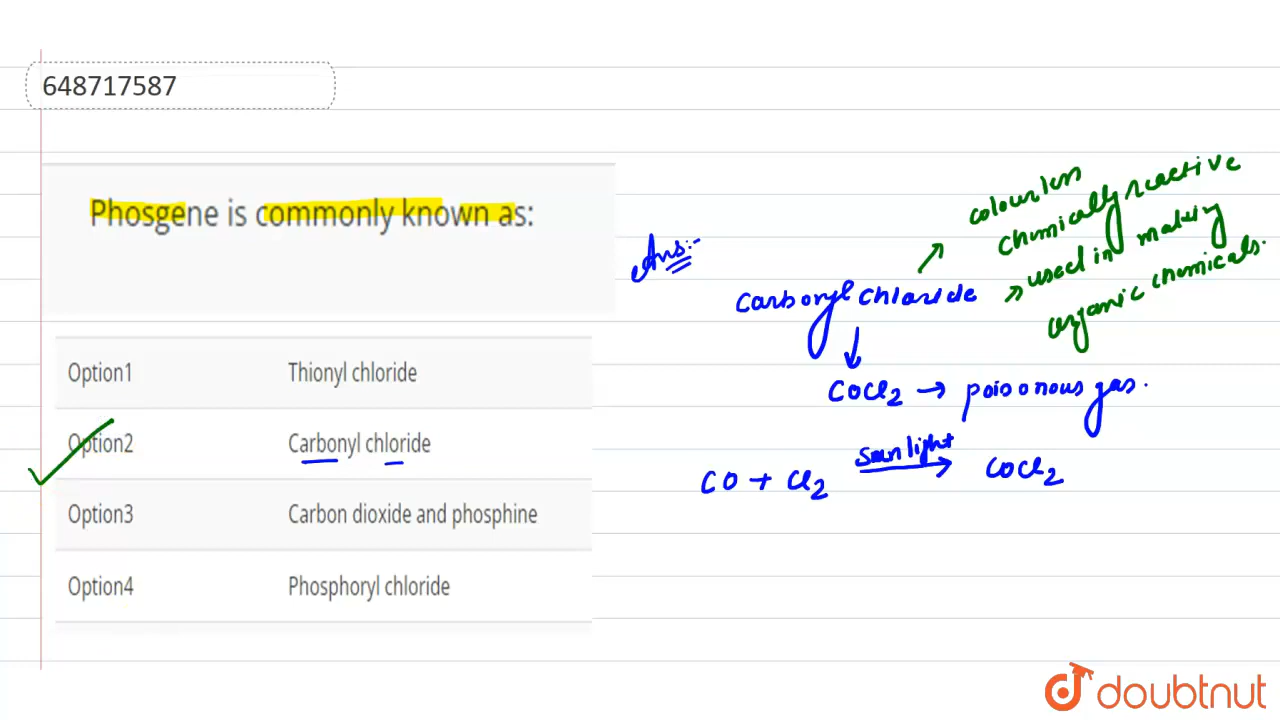 648717587
Phosgene is commonly known as:
Option1 Thionyl chloride
Option2 Carbonyl chloride
Option3 Carbon dioxide and phosphine
Option4 Phosphoryl chloride
Ans:-
Carbonyl chloride
colourless
chemically reactive
used in making
organic chemicals.
COCl2 → poisonous gas.
CO + Cl2 sunlight → COCl2
doubtnut